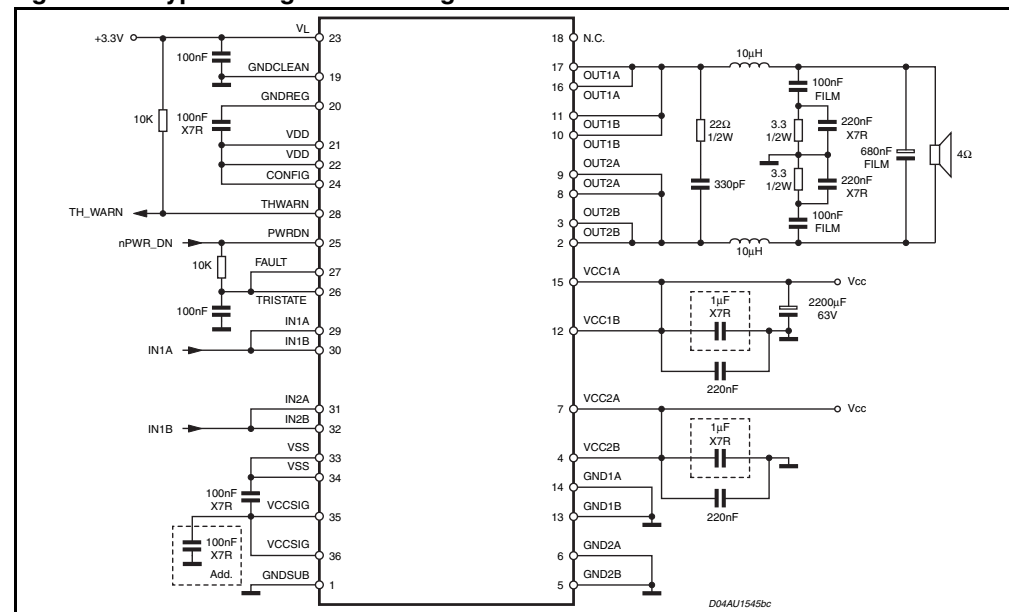 +3.3V
VL
23
100nF
GNDCLEAN
19
GNDREG
20
10K
100nF
X7R
VDD
21
VDD
22
CONFIG
24
TH_WARN
THWARN
28
nPWR_DN
PWRDN
25
10K
FAULT
27
26
TRISTATE
100nF
IN1A
29
IN1B
30
IN1A
IN2A
31
IN2B
32
IN1B
VSS
33
VSS
34
100nF
X7R
VCCSIG
35
100nF
X7R
Add.
VCCSIG
36
GNDSUB
1
18 N.C.
17
OUT1A
16
OUT1A
11
OUT1B
10
OUT1B
OUT2A
9
OUT2A
8
OUT2B
3
OUT2B
2
10µH
22Ω
1/2W
330pF
10µH
100nF
FILM
3.3
1/2W
220nF
X7R
3.3
1/2W
220nF
X7R
100nF
FILM
680nF
FILM
4Ω
VCC1A
15
Vcc
1µF
X7R
2200µF
63V
VCC1B
12
220nF
VCC2A
7
Vcc
1µF
X7R
VCC2B
4
220nF
GND1A
14
GND1B
13
GND2A
6
GND2B
5
D04AU1545bc